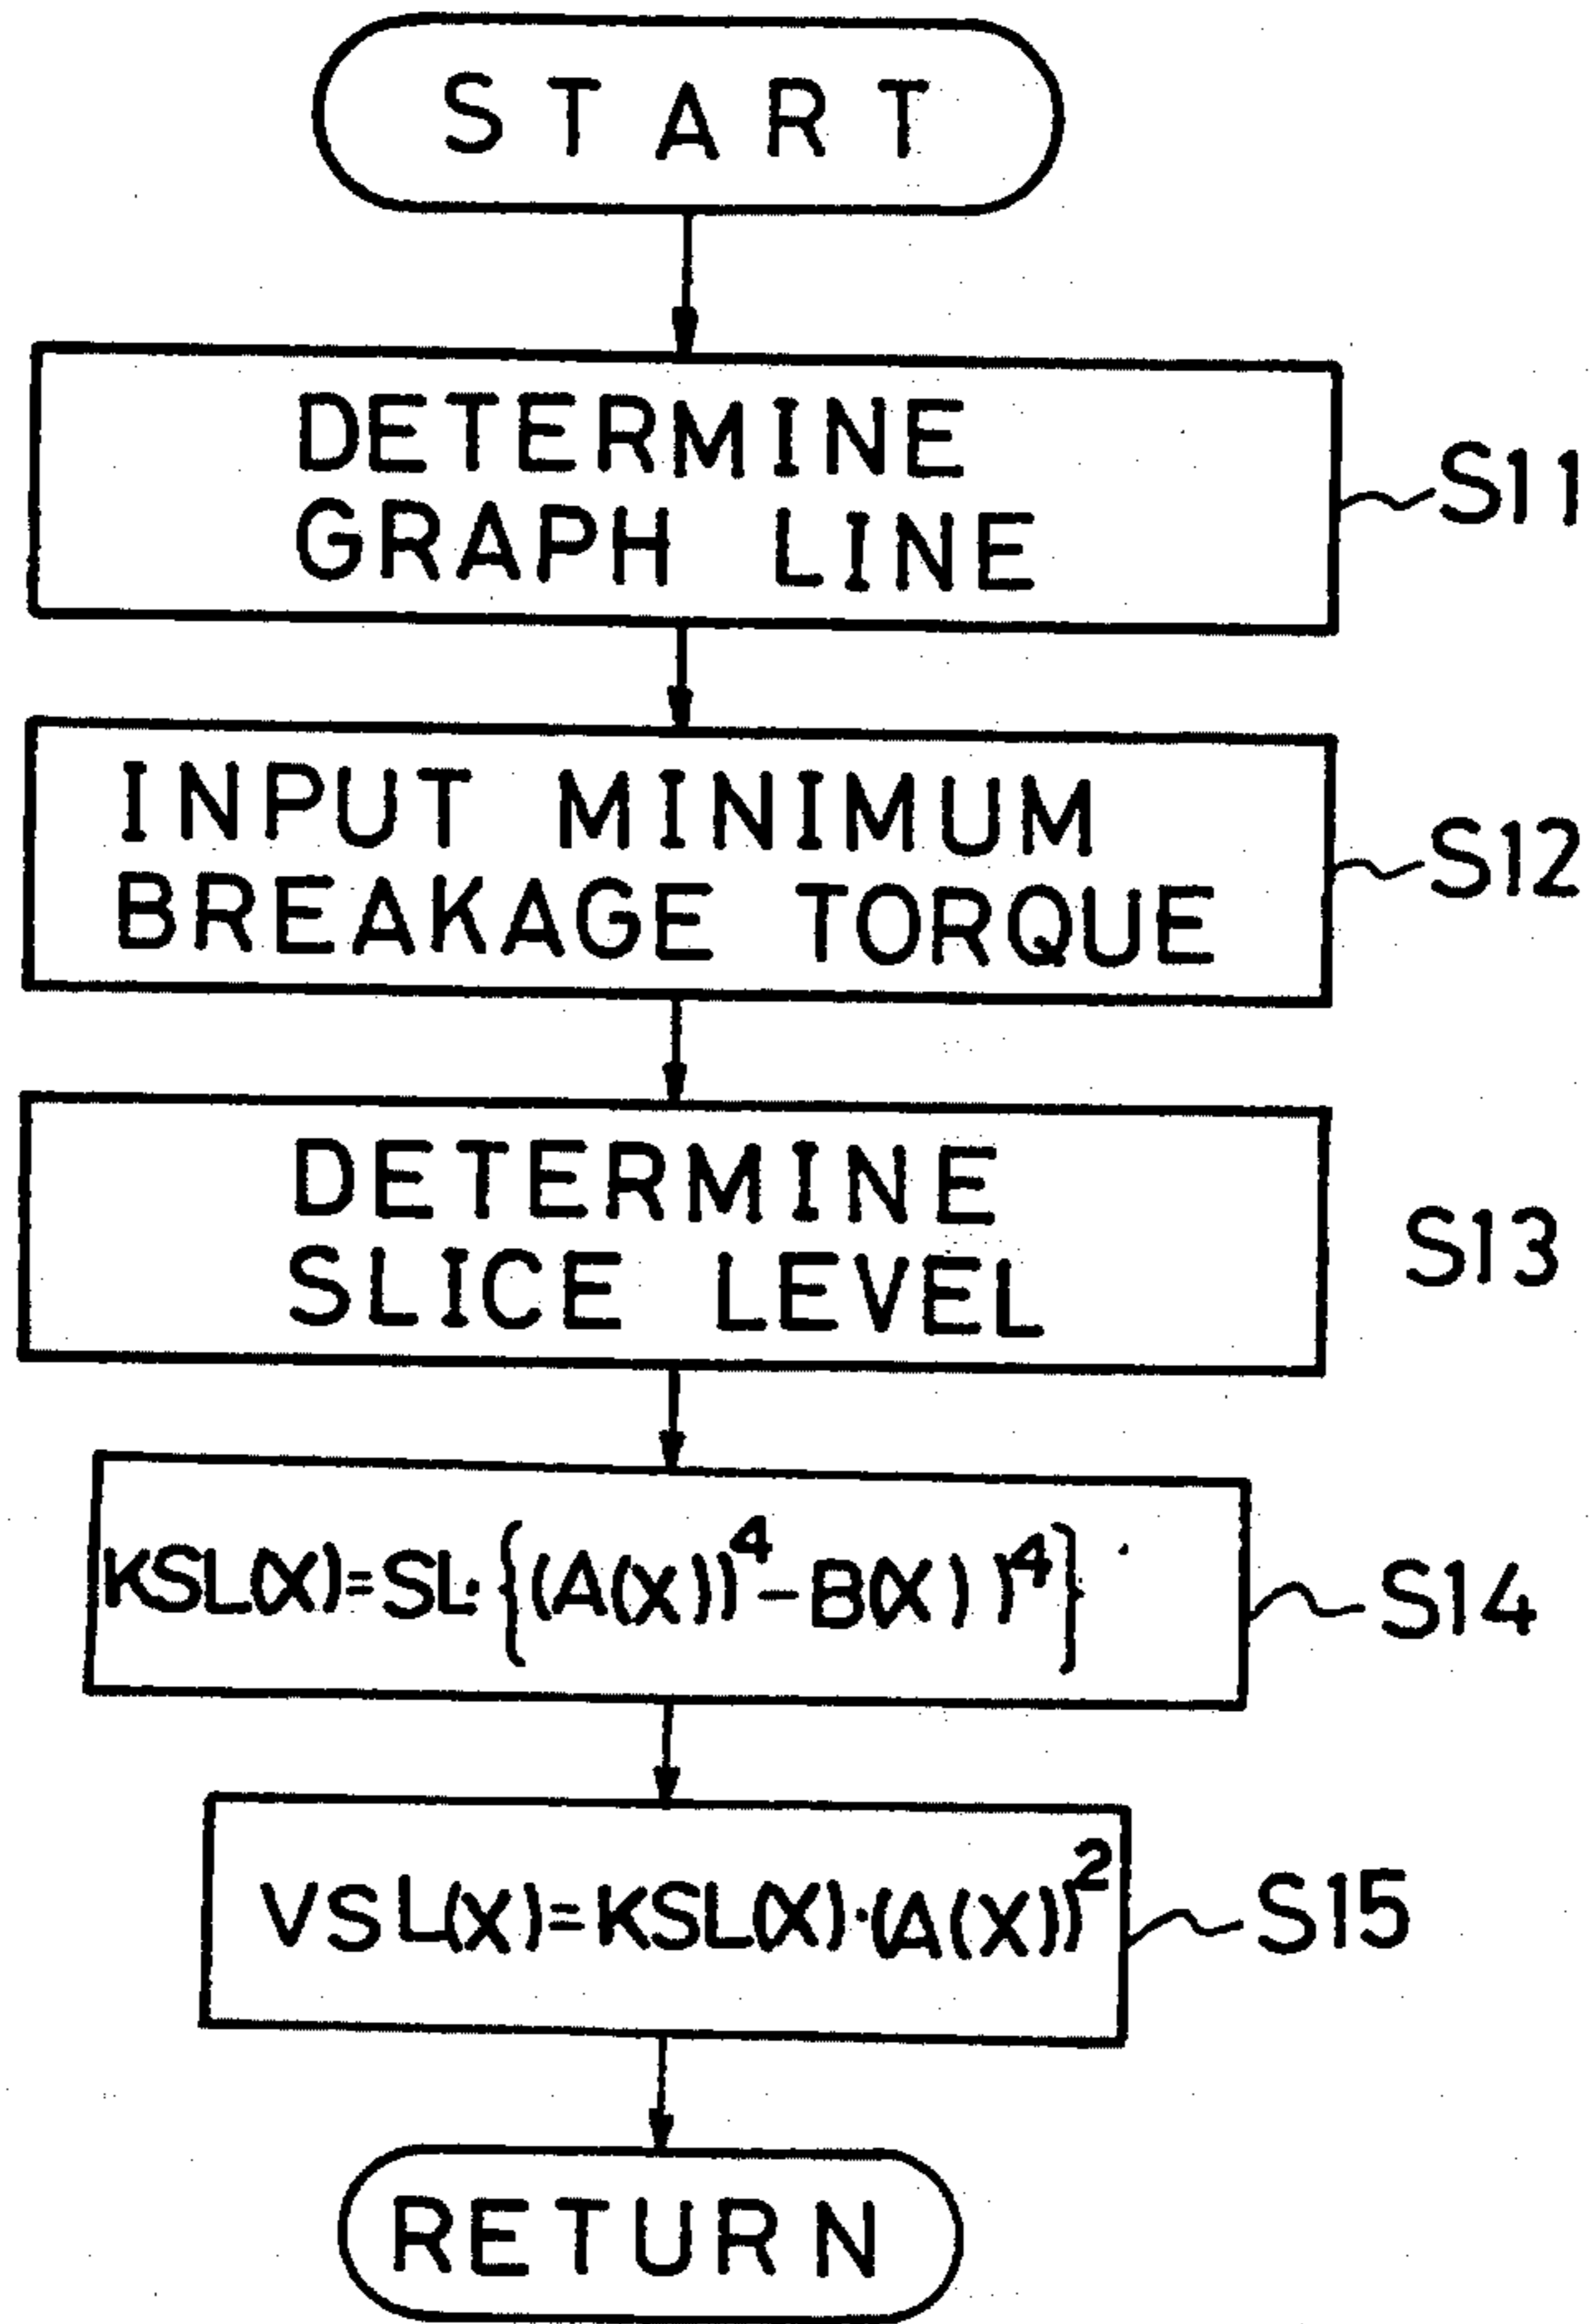 START
DETERMINE
GRAPH LINE
S11
INPUT MINIMUM
BREAKAGE TORQUE
S12
DETERMINE
SLICE LEVEL
S13
KSL(X)=SL·{(A(X))⁴-B(X))⁴}
S14
VSL(X)=KSL(X)·(A(X))²
S15
RETURN